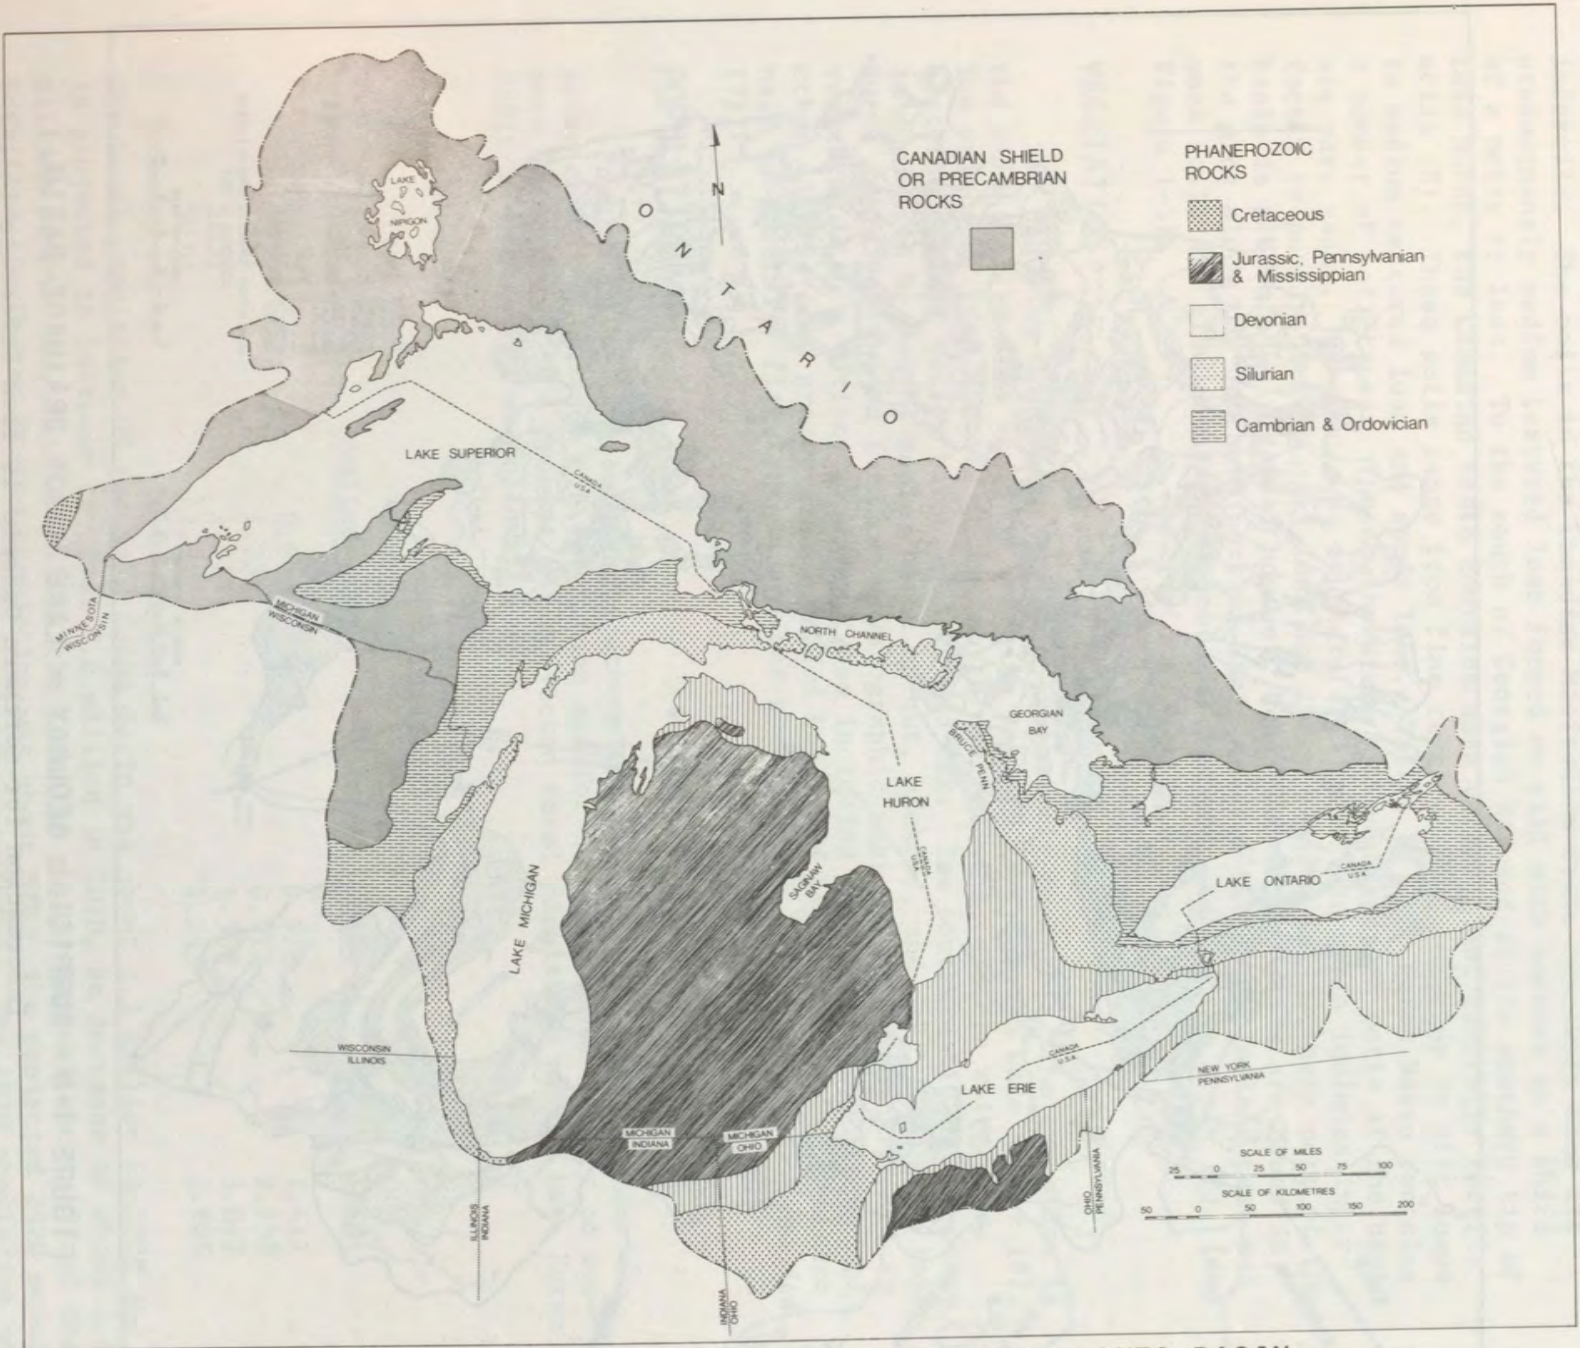 CANADIAN SHIELD
OR PRECAMBRIAN
ROCKS
PHANEROZOIC
ROCKS
Cretaceous
Jurassic, Pennsylvanian
& Mississippian
Devonian
Silurian
Cambrian & Ordovician
N
ONTARIO
LAKE
NIPIGON
LAKE SUPERIOR
CANADA
U.S.A.
MINNESOTA
WISCONSIN
MICHIGAN
WISCONSIN
NORTH CHANNEL
GEORGIAN
BAY
BRUCE PENN
LAKE
HURON
CANADA
U.S.A.
SAGINAW
BAY
LAKE MICHIGAN
LAKE ONTARIO
CANADA
U.S.A.
WISCONSIN
ILLINOIS
LAKE ERIE
CANADA
U.S.A.
NEW YORK
PENNSYLVANIA
MICHIGAN
INDIANA
MICHIGAN
OHIO
ILLINOIS
INDIANA
INDIANA
OHIO
OHIO
PENNSYLVANIA
SCALE OF MILES
25 0 25 50 75 100
SCALE OF KILOMETRES
50 0 50 100 150 200
BASIN